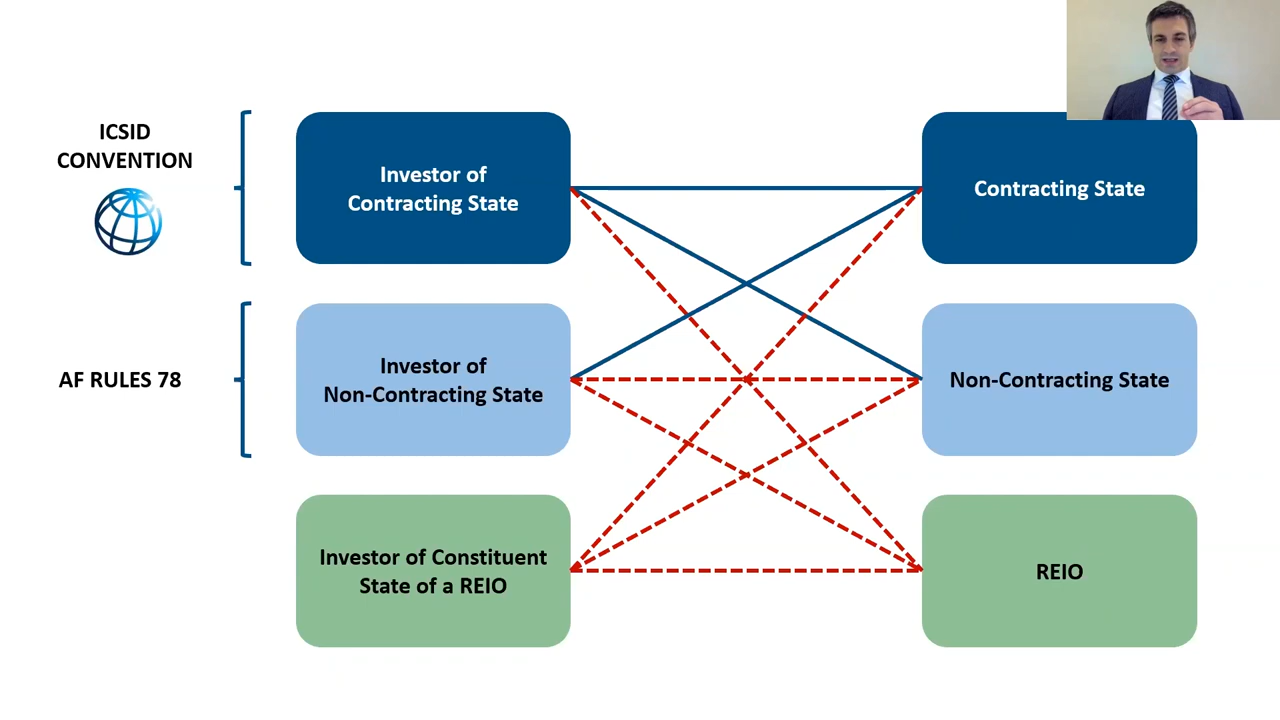 ICSID
CONVENTION
Investor of
Contracting State
Contracting State
AF RULES 78
Investor of
Non-Contracting State
Non-Contracting State
Investor of Constituent
State of a REIO
REIO